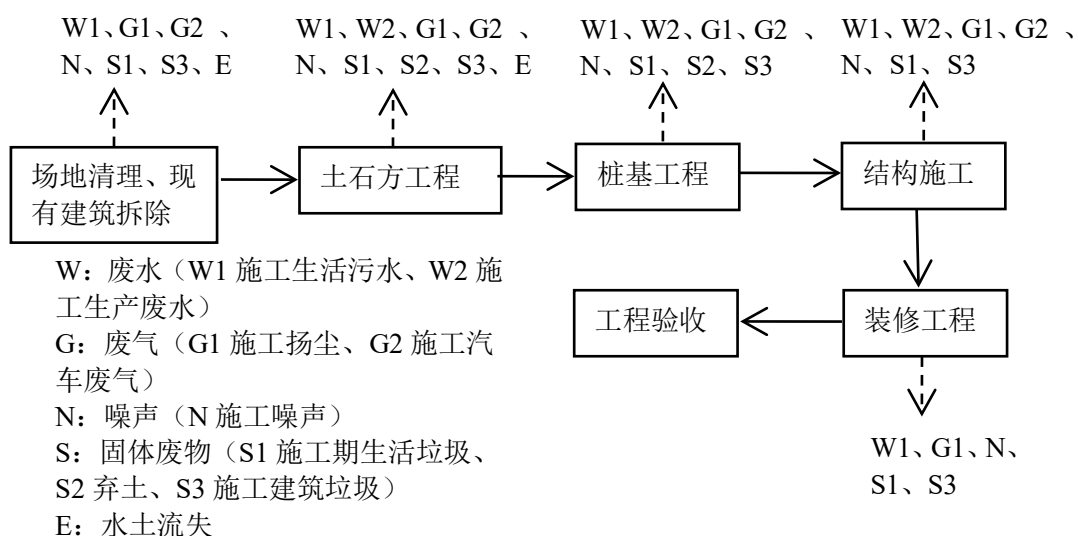 W1、G1、G2 、
N、S1、S3、E
W1、W2、G1、G2 、
N、S1、S2、S3、E
W1、W2、G1、G2 、
N、S1、S2、S3
W1、W2、G1、G2 、
N、S1、S3
场地清理、现
有建筑拆除
土石方工程
桩基工程
结构施工
W：废水（W1 施工生活污水、W2 施
工生产废水）
G：废气（G1 施工扬尘、G2 施工汽
车废气）
N：噪声（N 施工噪声）
S：固体废物（S1 施工期生活垃圾、
S2 弃土、S3 施工建筑垃圾）
E：水土流失
工程验收
装修工程
W1、G1、N、
S1、S3